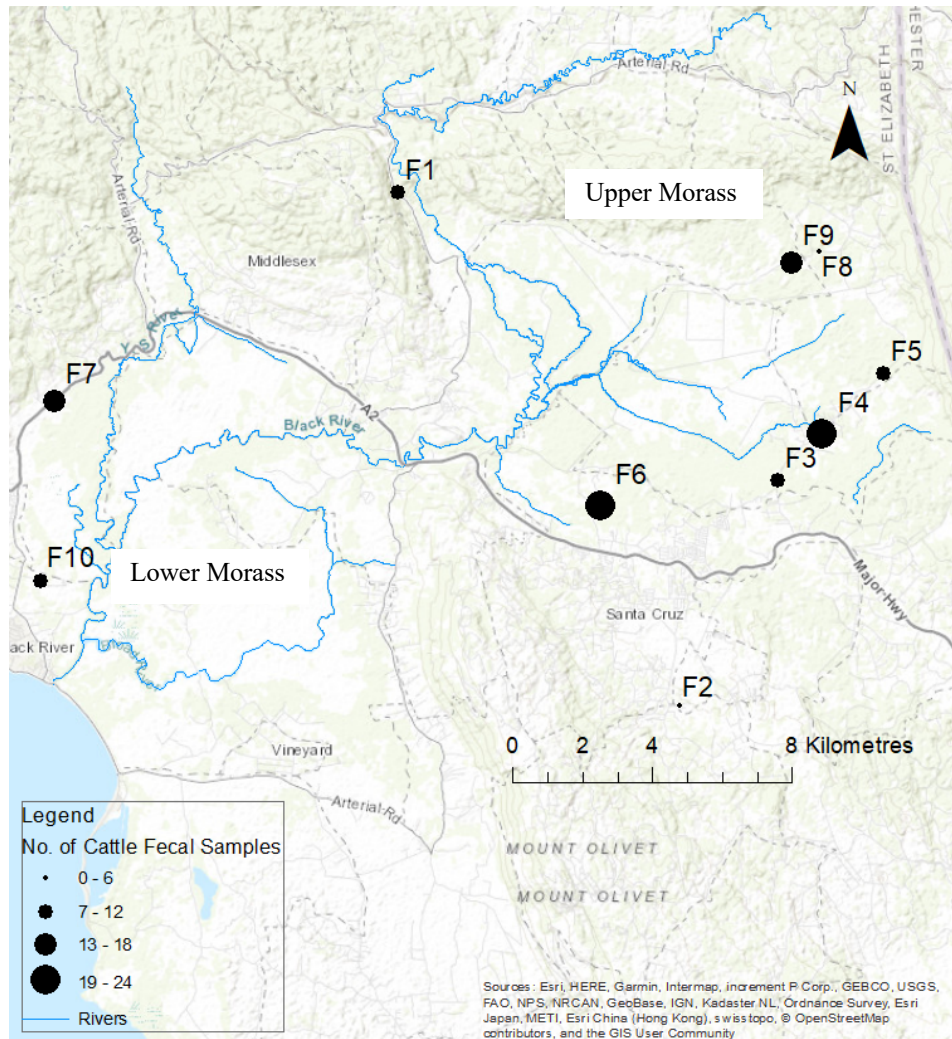 CHESTER
ST ELIZABETH
Arterial Rd
N
F1
Upper Morass
Arterial Rd
F9
F8
Middlesex
Y S River
F5
F7
A2
F4
Black River
F3
F6
F10
Lower Morass
Major Hwy
Santa Cruz
ack River
F2
0 2 4 8 Kilometres
Vineyard
Arterial Rd
Legend
No. of Cattle Fecal Samples
0 - 6
7 - 12
13 - 18
19 - 24
Rivers
MOUNT OLIVET
MOUNT OLIVET
Sources: Esri, HERE, Garmin, Intermap, increment P Corp., GEBCO, USGS,
FAO, NPS, NRCAN, GeoBase, IGN, Kadaster NL, Ordnance Survey, Esri
Japan, METI, Esri China (Hong Kong), swisstopo, © OpenStreetMap
contributors, and the GIS User Community